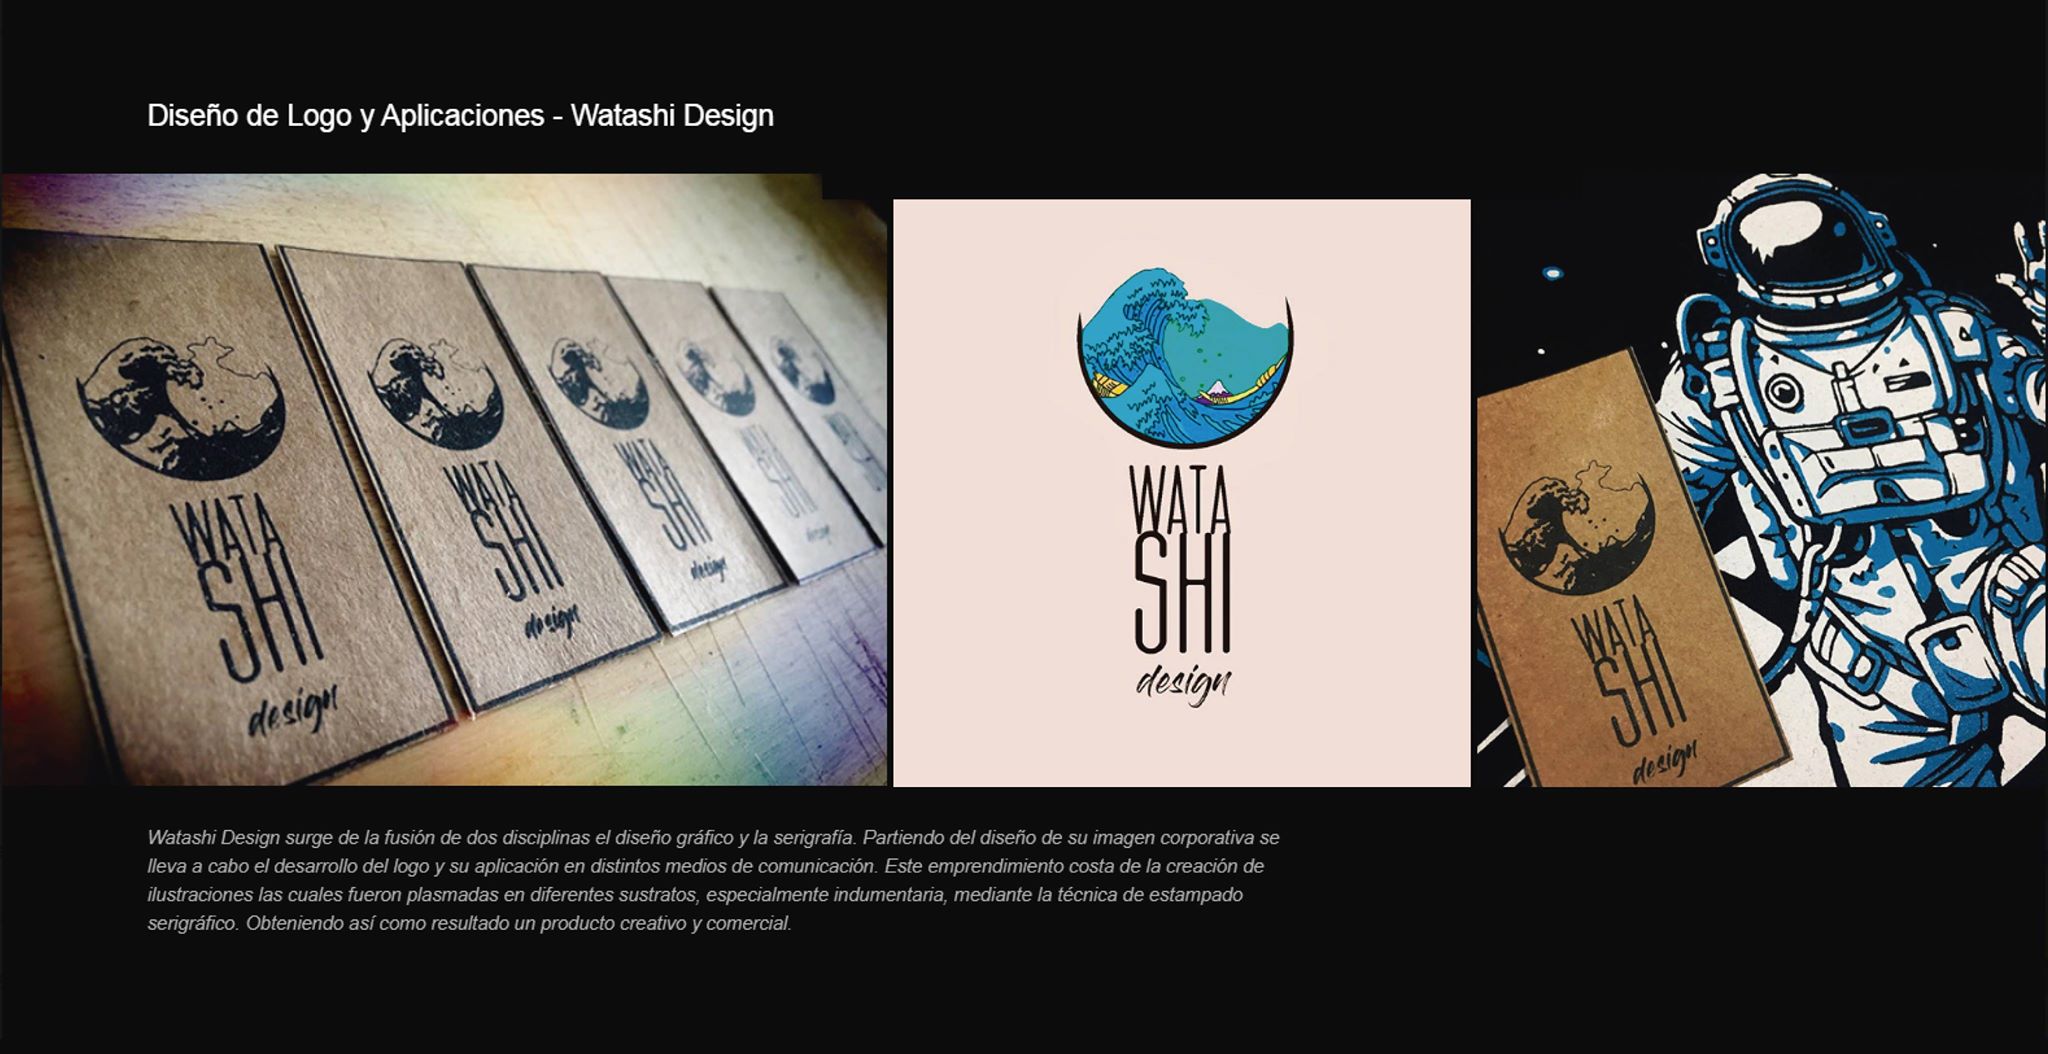 Diseño de Logo y Aplicaciones - Watashi Design
WATA
SHI
design
WATA
SHI
design
WATA
SHI
design
WATA
SHI
WATA
SHI
design
WATA
SHI
design
Watashi Design surge de la fusión de dos disciplinas el diseño gráfico y la serigrafía. Partiendo del diseño de su imagen corporativa se
lleva a cabo el desarrollo del logo y su aplicación en distintos medios de comunicación. Este emprendimiento costa de la creación de
ilustraciones las cuales fueron plasmadas en diferentes sustratos, especialmente indumentaria, mediante la técnica de estampado
serigráfico. Obteniendo así como resultado un producto creativo y comercial.